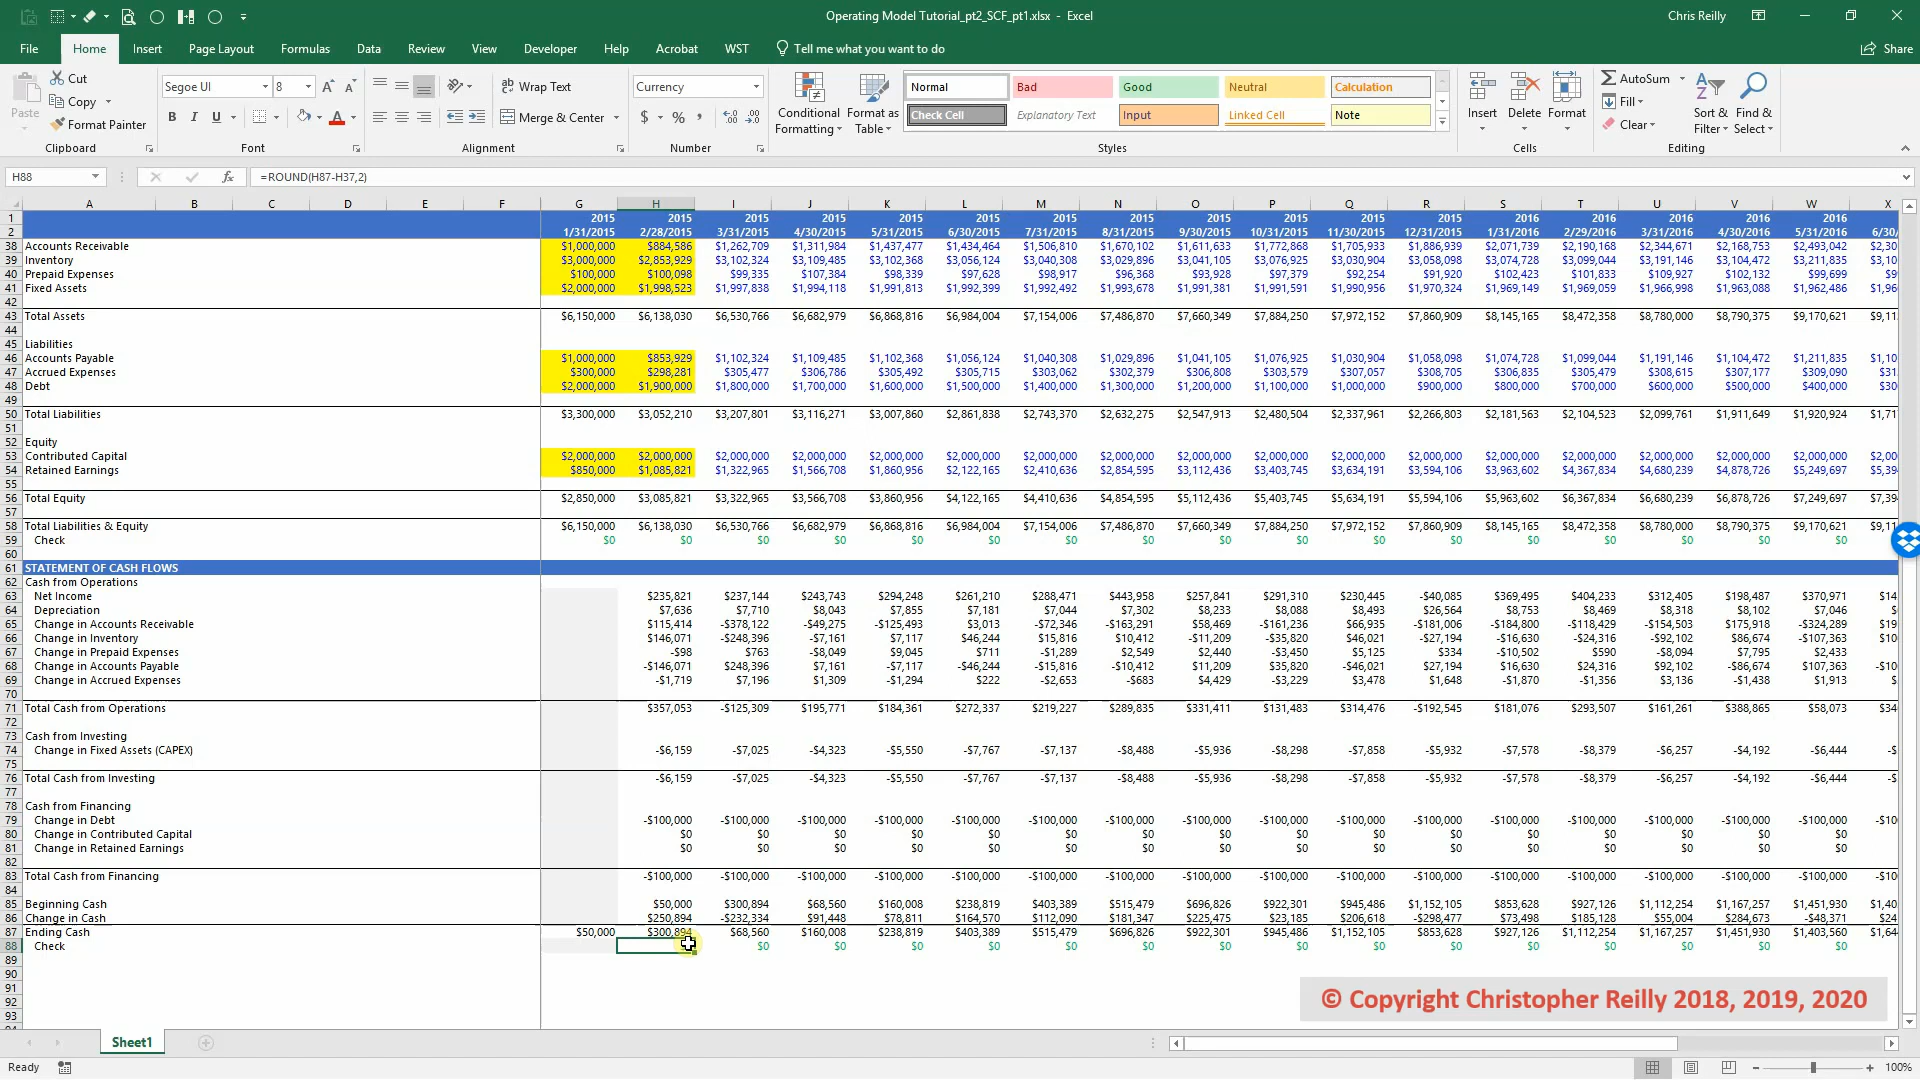 Operating Model Tutorial_pt2_SCF_pt1.xlsx - Excel
Chris Reilly
File Home Insert Page Layout Formulas Data Review View Developer Help Acrobat WST Tell me what you want to do Share
Paste Cut Copy Format Painter Clipboard
Segoe UI 8 B I U Font
Wrap Text Merge & Center Alignment
Currency $ % Number
Conditional Formatting Format as Table
Normal Bad Good Neutral Calculation
Check Cell Explanatory Text Input Linked Cell Note
Styles
Insert Delete Format Cells
AutoSum Fill Clear Sort & Filter Find & Select Editing
H88 fx =ROUND(H87-H37,2)
A B C D E F G H I J K L M N O P Q R S T U V W X
1 2015 2015 2015 2015 2015 2015 2015 2015 2015 2015 2015 2015 2016 2016 2016 2016 2016
2 1/31/2015 2/28/2015 3/31/2015 4/30/2015 5/31/2015 6/30/2015 7/31/2015 8/31/2015 9/30/2015 10/31/2015 11/30/2015 12/31/2015 1/31/2016 2/29/2016 3/31/2016 4/30/2016 5/31/2016 6/30/
38 Accounts Receivable $1,000,000 $884,586 $1,262,709 $1,311,984 $1,437,477 $1,434,464 $1,506,810 $1,670,102 $1,611,633 $1,772,868 $1,705,933 $1,886,939 $2,071,739 $2,190,168 $2,344,671 $2,168,753 $2,493,042 $2,30
39 Inventory $3,000,000 $2,853,929 $3,102,324 $3,109,485 $3,102,368 $3,056,124 $3,040,308 $3,029,896 $3,041,105 $3,076,925 $3,030,904 $3,058,098 $3,074,728 $3,099,044 $3,191,146 $3,104,472 $3,211,835 $3,10
40 Prepaid Expenses $100,000 $100,098 $99,335 $107,384 $98,339 $97,628 $98,917 $96,368 $93,928 $97,379 $92,254 $91,920 $102,423 $101,833 $109,927 $102,132 $99,699 $9
41 Fixed Assets $2,000,000 $1,998,523 $1,997,838 $1,994,118 $1,991,813 $1,992,399 $1,992,492 $1,993,678 $1,991,381 $1,991,591 $1,990,956 $1,970,324 $1,969,149 $1,969,059 $1,966,998 $1,963,088 $1,962,486 $1,96
42
43 Total Assets $6,150,000 $6,138,030 $6,530,766 $6,682,979 $6,868,816 $6,984,004 $7,154,006 $7,486,870 $7,660,349 $7,884,250 $7,972,152 $7,860,909 $8,145,165 $8,472,358 $8,780,000 $8,790,375 $9,170,621 $9,11
44
45 Liabilities
46 Accounts Payable $1,000,000 $853,929 $1,102,324 $1,109,485 $1,102,368 $1,056,124 $1,040,308 $1,029,896 $1,041,105 $1,076,925 $1,030,904 $1,058,098 $1,074,728 $1,099,044 $1,191,146 $1,104,472 $1,211,835 $1,10
47 Accrued Expenses $300,000 $298,281 $305,477 $306,786 $305,492 $305,715 $303,062 $302,379 $306,808 $303,579 $307,057 $308,705 $306,835 $305,479 $308,615 $307,177 $309,090 $31
48 Debt $2,000,000 $1,900,000 $1,800,000 $1,700,000 $1,600,000 $1,500,000 $1,400,000 $1,300,000 $1,200,000 $1,100,000 $1,000,000 $900,000 $800,000 $700,000 $600,000 $500,000 $400,000 $30
49
50 Total Liabilities $3,300,000 $3,052,210 $3,207,801 $3,116,271 $3,007,860 $2,861,838 $2,743,370 $2,632,275 $2,547,913 $2,480,504 $2,337,961 $2,266,803 $2,181,563 $2,104,523 $2,099,761 $1,911,649 $1,920,924 $1,71
51
52 Equity
53 Contributed Capital $2,000,000 $2,000,000 $2,000,000 $2,000,000 $2,000,000 $2,000,000 $2,000,000 $2,000,000 $2,000,000 $2,000,000 $2,000,000 $2,000,000 $2,000,000 $2,000,000 $2,000,000 $2,000,000 $2,000,000 $2,00
54 Retained Earnings $850,000 $1,085,821 $1,322,965 $1,566,708 $1,860,956 $2,122,165 $2,410,636 $2,854,595 $3,112,436 $3,403,745 $3,634,191 $3,594,106 $3,963,602 $4,367,834 $4,680,239 $4,878,726 $5,249,697 $5,39
55
56 Total Equity $2,850,000 $3,085,821 $3,322,965 $3,566,708 $3,860,956 $4,122,165 $4,410,636 $4,854,595 $5,112,436 $5,403,745 $5,634,191 $5,594,106 $5,963,602 $6,367,834 $6,680,239 $6,878,726 $7,249,697 $7,39
57
58 Total Liabilities & Equity $6,150,000 $6,138,030 $6,530,766 $6,682,979 $6,868,816 $6,984,004 $7,154,006 $7,486,870 $7,660,349 $7,884,250 $7,972,152 $7,860,909 $8,145,165 $8,472,358 $8,780,000 $8,790,375 $9,170,621 $9,11
59 Check $0 $0 $0 $0 $0 $0 $0 $0 $0 $0 $0 $0 $0 $0 $0 $0 $0
60
61 STATEMENT OF CASH FLOWS
62 Cash from Operations
63 Net Income $235,821 $237,144 $243,743 $294,248 $261,210 $288,471 $443,958 $257,841 $291,310 $230,445 -$40,085 $369,495 $404,233 $312,405 $198,487 $370,971 $14
64 Depreciation $7,636 $7,710 $8,043 $7,855 $7,181 $7,044 $7,302 $8,233 $8,088 $8,493 $26,564 $8,753 $8,469 $8,318 $8,102 $7,046 $
65 Change in Accounts Receivable $115,414 -$378,122 -$49,275 -$125,493 $3,013 -$72,346 -$163,291 $58,469 -$161,236 $66,935 -$181,006 -$184,800 -$118,429 -$154,503 $175,918 -$324,289 $19
66 Change in Inventory $146,071 -$248,396 -$7,161 $7,117 $46,244 $15,816 $10,412 -$11,209 -$35,820 $46,021 -$27,194 -$16,630 -$24,316 -$92,102 $86,674 -$107,363 $10
67 Change in Prepaid Expenses -$98 $763 -$8,049 $9,045 $711 -$1,289 $2,549 $2,440 -$3,450 $5,125 $334 -$10,502 $590 -$8,094 $7,795 $2,433
68 Change in Accounts Payable -$146,071 $248,396 $7,161 -$7,117 -$46,244 -$15,816 -$10,412 $11,209 $35,820 -$46,021 $27,194 $16,630 $24,316 $92,102 -$86,674 $107,363 -$10
69 Change in Accrued Expenses -$1,719 $7,196 $1,309 -$1,294 $222 -$2,653 -$683 $4,429 -$3,229 $3,478 $1,648 -$1,870 -$1,356 $3,136 -$1,438 $1,913 $
70
71 Total Cash from Operations $357,053 -$125,309 $195,771 $184,361 $272,337 $219,227 $289,835 $331,411 $131,483 $314,476 -$192,545 $181,076 $293,507 $161,261 $388,865 $58,073 $34
72
73 Cash from Investing
74 Change in Fixed Assets (CAPEX) -$6,159 -$7,025 -$4,323 -$5,550 -$7,767 -$7,137 -$8,488 -$5,936 -$8,298 -$7,858 -$5,932 -$7,578 -$8,379 -$6,257 -$4,192 -$6,444 -$
75
76 Total Cash from Investing -$6,159 -$7,025 -$4,323 -$5,550 -$7,767 -$7,137 -$8,488 -$5,936 -$8,298 -$7,858 -$5,932 -$7,578 -$8,379 -$6,257 -$4,192 -$6,444 -$
77
78 Cash from Financing
79 Change in Debt -$100,000 -$100,000 -$100,000 -$100,000 -$100,000 -$100,000 -$100,000 -$100,000 -$100,000 -$100,000 -$100,000 -$100,000 -$100,000 -$100,000 -$100,000 -$100,000 -$10
80 Change in Contributed Capital $0 $0 $0 $0 $0 $0 $0 $0 $0 $0 $0 $0 $0 $0 $0 $0
81 Change in Retained Earnings $0 $0 $0 $0 $0 $0 $0 $0 $0 $0 $0 $0 $0 $0 $0 $0
82
83 Total Cash from Financing -$100,000 -$100,000 -$100,000 -$100,000 -$100,000 -$100,000 -$100,000 -$100,000 -$100,000 -$100,000 -$100,000 -$100,000 -$100,000 -$100,000 -$100,000 -$100,000 -$10
84
85 Beginning Cash $50,000 $300,894 $68,560 $160,008 $238,819 $403,389 $515,479 $696,826 $922,301 $945,486 $1,152,105 $853,628 $927,126 $1,112,254 $1,167,257 $1,451,930 $1,40
86 Change in Cash $250,894 -$232,334 $91,448 $78,811 $164,570 $112,090 $181,347 $225,475 $23,185 $206,618 -$298,477 $73,498 $185,128 $55,004 $284,673 -$48,371 $24
87 Ending Cash $50,000 $300,894 $68,560 $160,008 $238,819 $403,389 $515,479 $696,826 $922,301 $945,486 $1,152,105 $853,628 $927,126 $1,112,254 $1,167,257 $1,451,930 $1,403,560 $1,64
88 Check $0 $0 $0 $0 $0 $0 $0 $0 $0 $0 $0 $0 $0 $0 $0
89
90
91
92
93
© Copyright Christopher Reilly 2018, 2019, 2020
Sheet1
Ready 100%